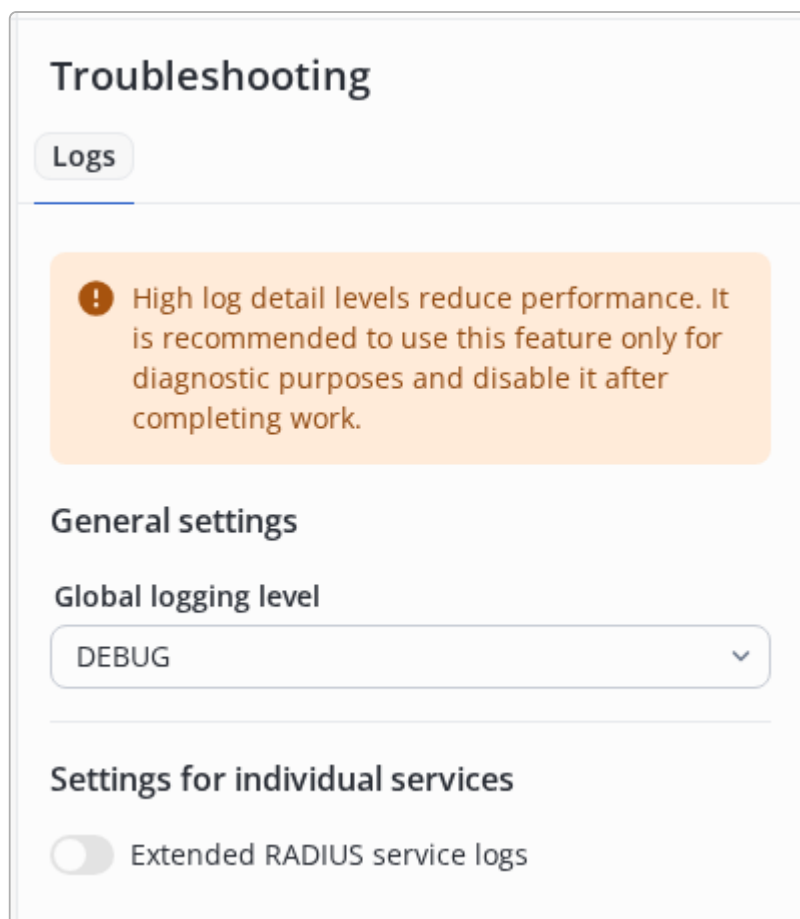 Troubleshooting
Logs
High log detail levels reduce performance. It
is recommended to use this feature only for
diagnostic purposes and disable it after
completing work.
General settings
Global logging level
DEBUG
Settings for individual services
Extended RADIUS service logs